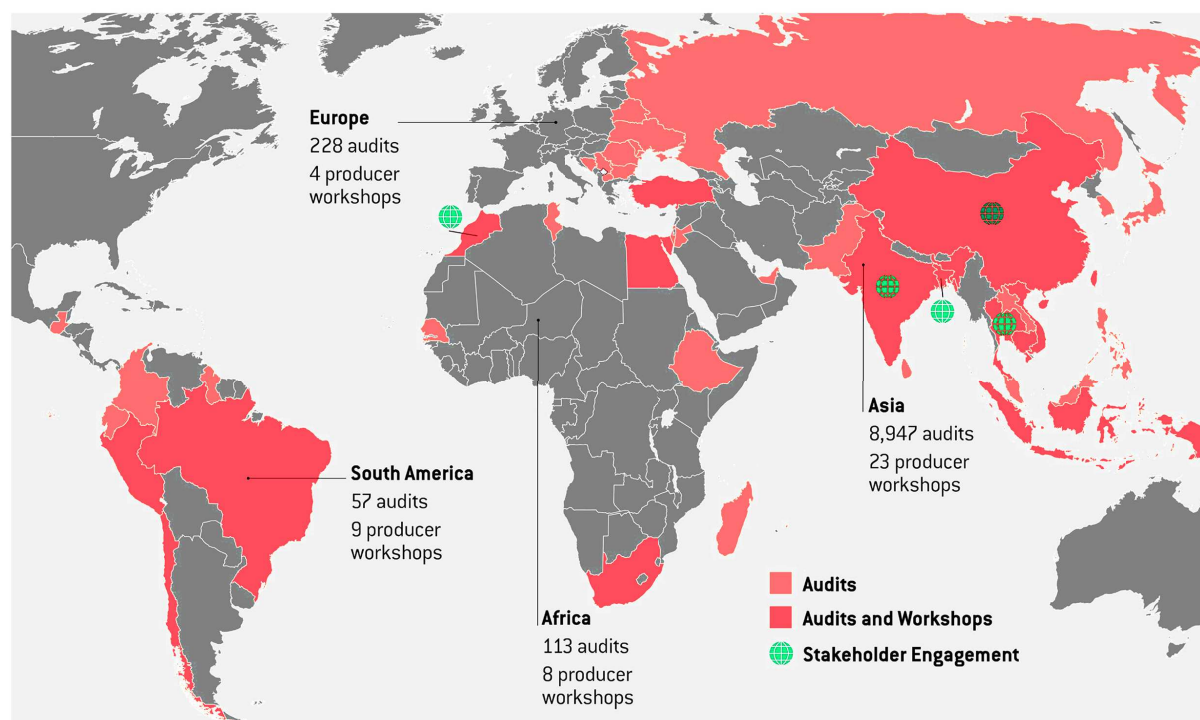 Europe
228 audits
4 producer
workshops
South America
57 audits
9 producer
workshops
Africa
113 audits
8 producer
workshops
Asia
8,947 audits
23 producer
workshops
Audits
Audits and Workshops
Stakeholder Engagement